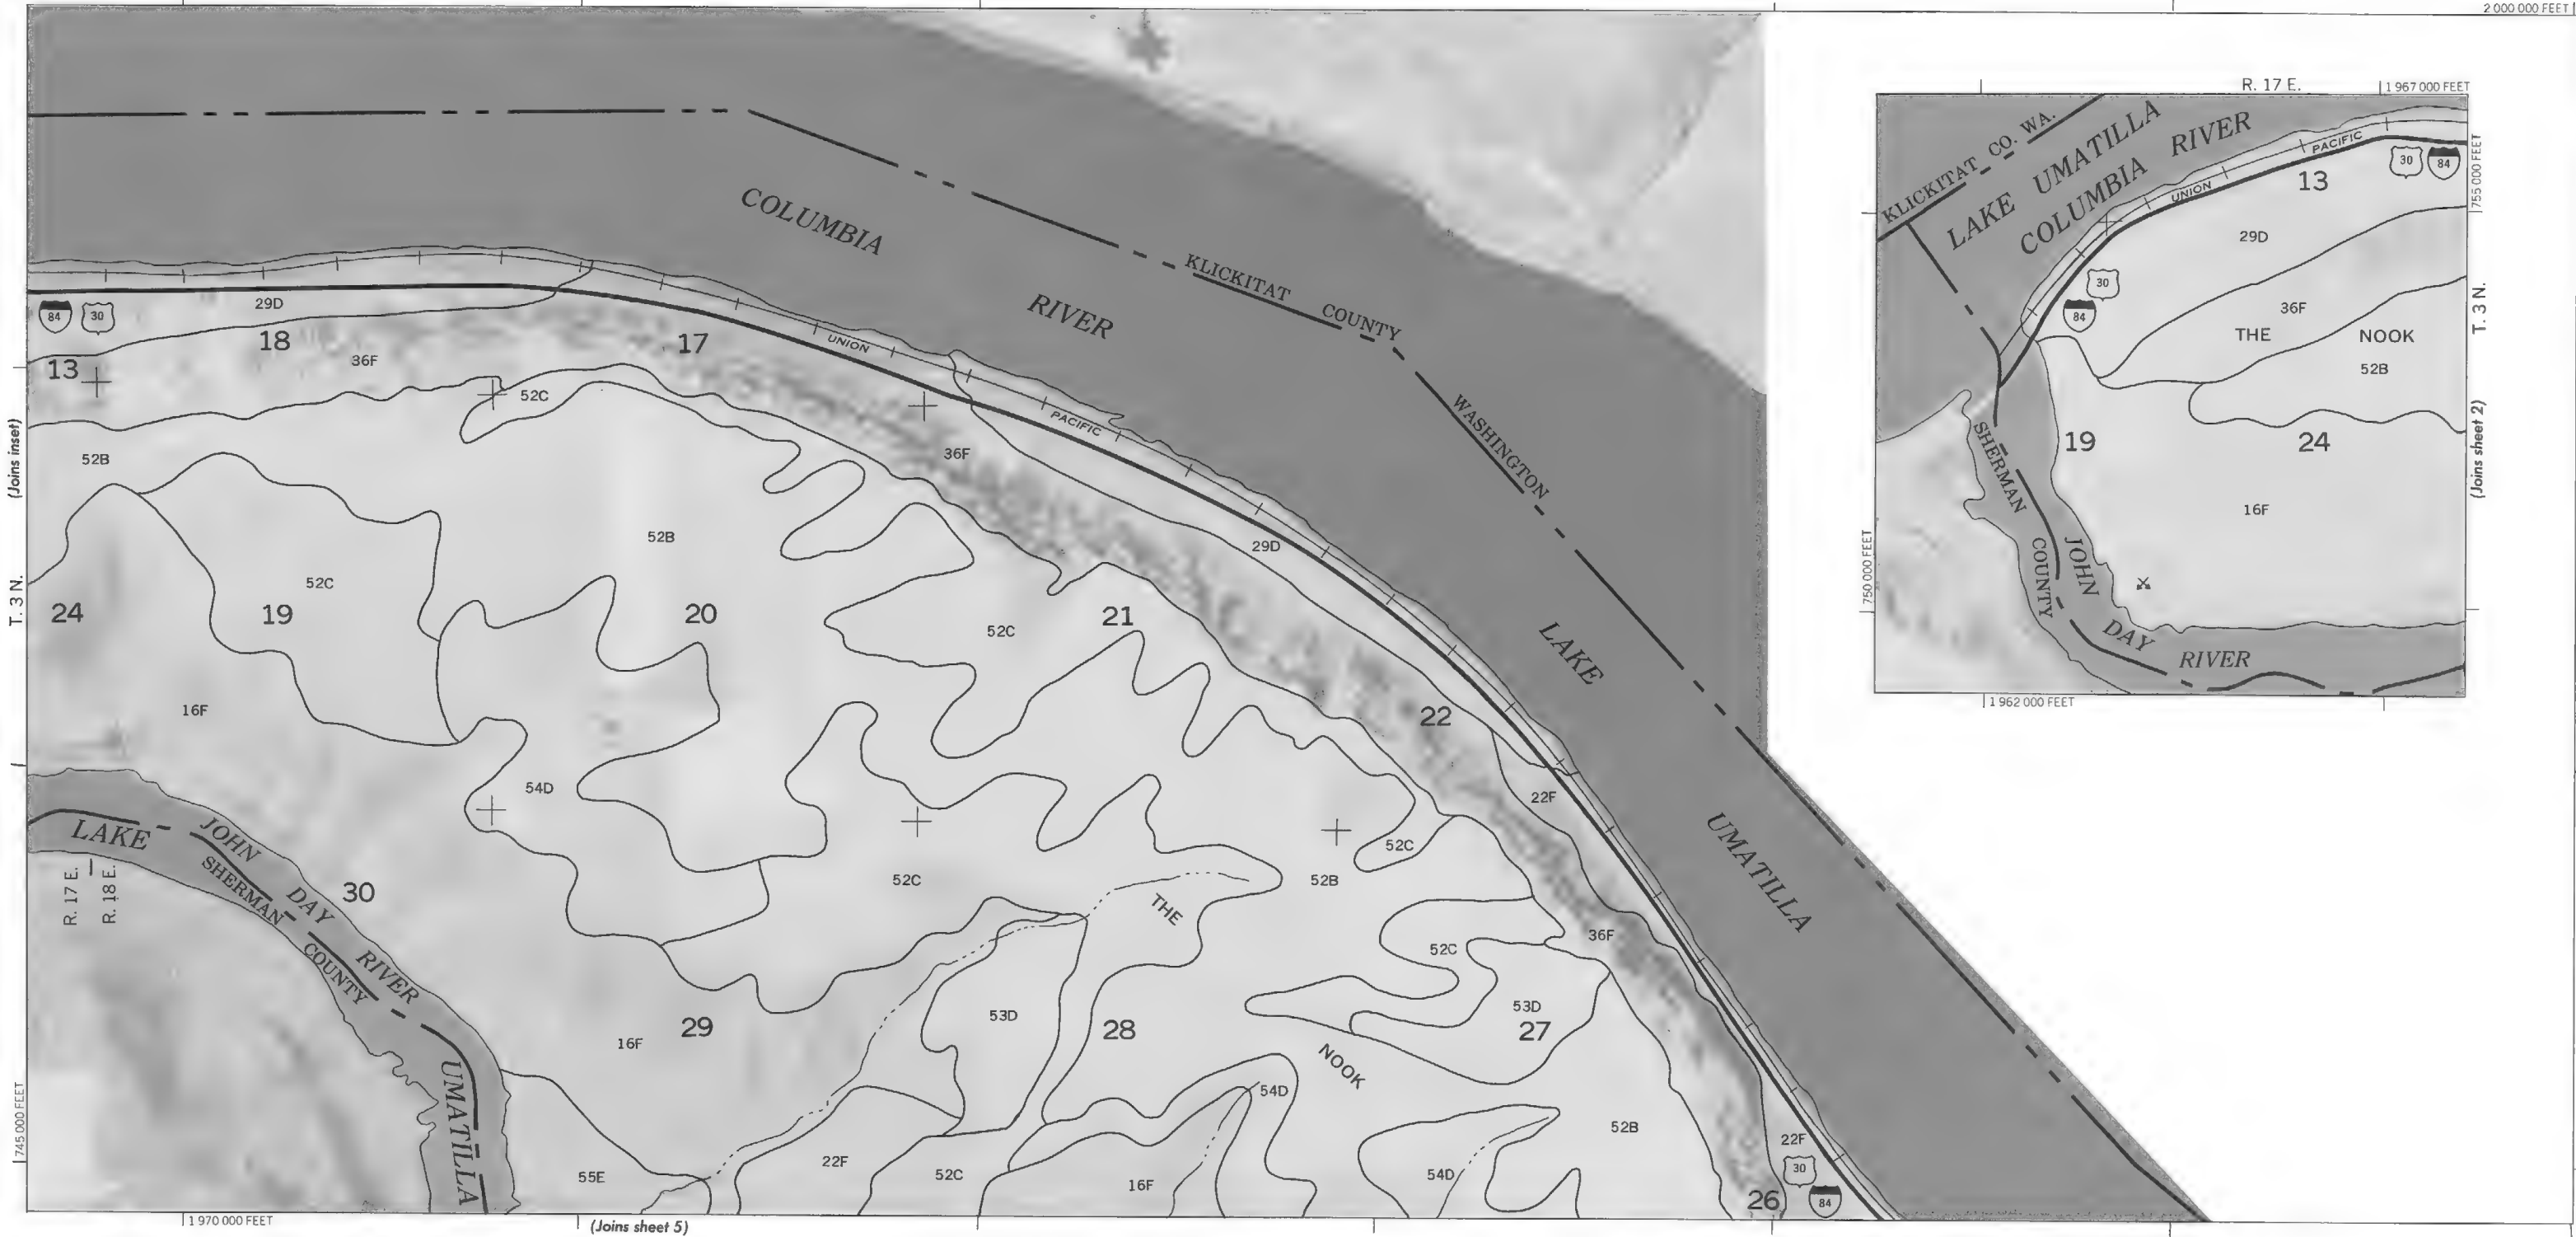 2 000 000 FEET
COLUMBIA
RIVER
KLICKITAT COUNTY
WASHINGTON
LAKE
UMATILLA
29D
84
30
18
13
36F
17
UNION
PACIFIC
52C
36F
52B
(Joins inset)
T. 3 N.
52B
29D
52C
24
19
20
52C
21
16F
22
54D
22F
52C
LAKE
JOHN DAY RIVER
SHERMAN COUNTY
UMATILLA
R. 17 E.
R. 18 E.
30
52C
THE
NOOK
52B
36F
52C
53D
53D
27
28
29
16F
54D
745 000 FEET
55E
22F
52C
16F
54D
52B
22F
30
84
26
1 970 000 FEET
(Joins sheet 5)
R. 17 E.
1 967 000 FEET
KLICKITAT CO. WA.
LAKE UMATILLA
COLUMBIA RIVER
UNION PACIFIC
30
84
13
755 000 FEET
29D
30
84
36F
THE NOOK
52B
T. 3 N.
(Joins sheet 2)
19
24
SHERMAN COUNTY
16F
JOHN DAY RIVER
750 000 FEET
1 962 000 FEET